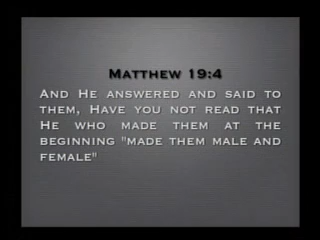 Matthew 19:4
And He answered and said to
them, Have you not read that
He who made them at the
beginning "made them male and
female"